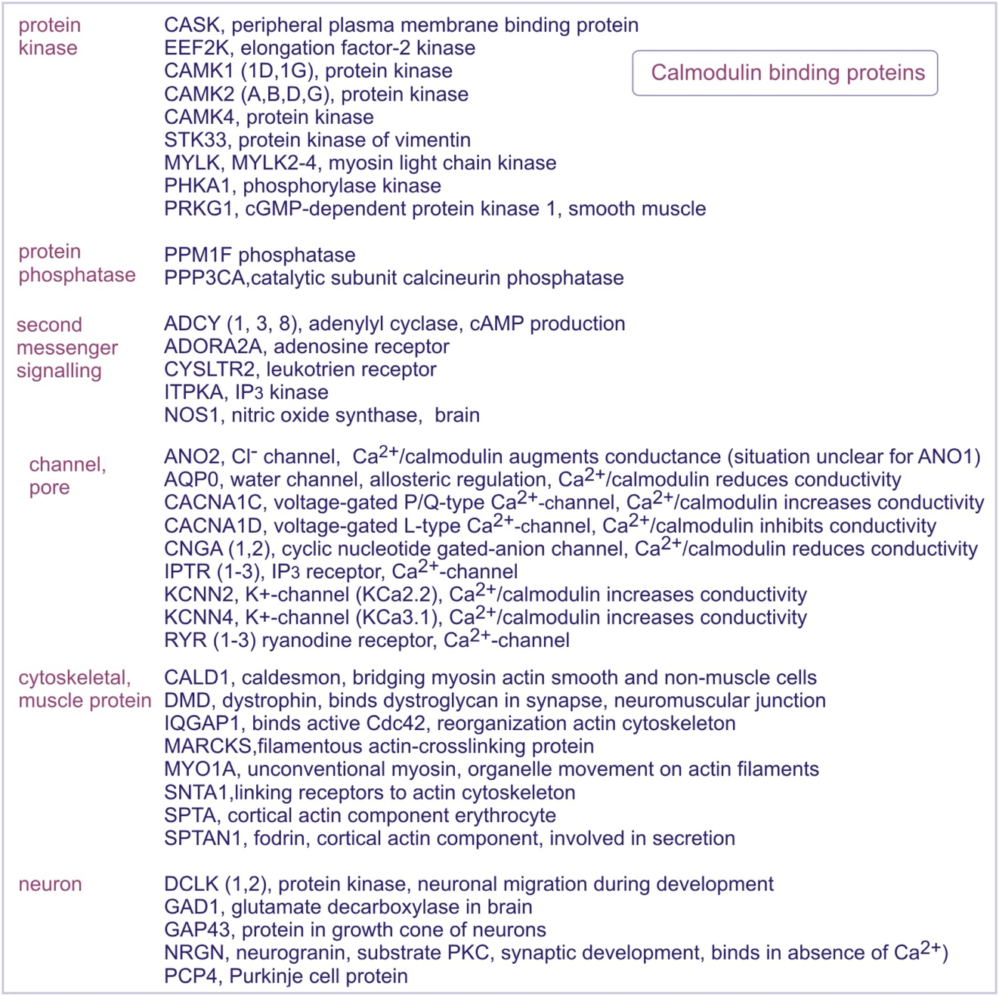 Calmodulin binding proteins
protein
kinase
CASK, peripheral plasma membrane binding protein
EEF2K, elongation factor-2 kinase
CAMK1 (1D,1G), protein kinase
CAMK2 (A,B,D,G), protein kinase
CAMK4, protein kinase
STK33, protein kinase of vimentin
MYLK, MYLK2-4, myosin light chain kinase
PHKA1, phosphorylase kinase
PRKG1, cGMP-dependent protein kinase 1, smooth muscle
protein
phosphatase
PPM1F phosphatase
PPP3CA,catalytic subunit calcineurin phosphatase
second
messenger
signalling
ADCY (1, 3, 8), adenylyl cyclase, cAMP production
ADORA2A, adenosine receptor
CYSLTR2, leukotrien receptor
ITPKA, IP3 kinase
NOS1, nitric oxide synthase, brain
channel,
pore
ANO2, Cl⁻ channel, Ca²⁺/calmodulin augments conductance (situation unclear for ANO1)
AQP0, water channel, allosteric regulation, Ca²⁺/calmodulin reduces conductivity
CACNA1C, voltage-gated P/Q-type Ca²⁺-channel, Ca²⁺/calmodulin increases conductivity
CACNA1D, voltage-gated L-type Ca²⁺-channel, Ca²⁺/calmodulin inhibits conductivity
CNGA (1,2), cyclic nucleotide gated-anion channel, Ca²⁺/calmodulin reduces conductivity
IPTR (1-3), IP3 receptor, Ca²⁺-channel
KCNN2, K+-channel (KCa2.2), Ca²⁺/calmodulin increases conductivity
KCNN4, K+-channel (KCa3.1), Ca²⁺/calmodulin increases conductivity
RYR (1-3) ryanodine receptor, Ca²⁺-channel
cytoskeletal,
muscle protein
CALD1, caldesmon, bridging myosin actin smooth and non-muscle cells
DMD, dystrophin, binds dystroglycan in synapse, neuromuscular junction
IQGAP1, binds active Cdc42, reorganization actin cytoskeleton
MARCKS,filamentous actin-crosslinking protein
MYO1A, unconventional myosin, organelle movement on actin filaments
SNTA1,linking receptors to actin cytoskeleton
SPTA, cortical actin component erythrocyte
SPTAN1, fodrin, cortical actin component, involved in secretion
neuron
DCLK (1,2), protein kinase, neuronal migration during development
GAD1, glutamate decarboxylase in brain
GAP43, protein in growth cone of neurons
NRGN, neurogranin, substrate PKC, synaptic development, binds in absence of Ca²⁺)
PCP4, Purkinje cell protein